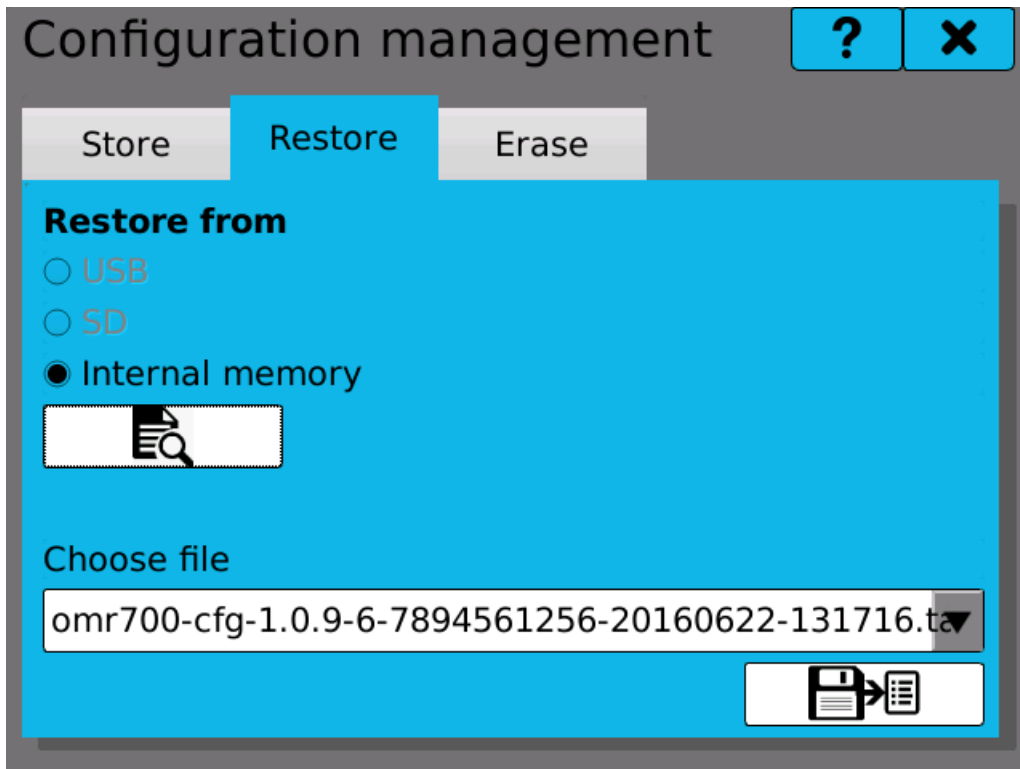 Configuration management
?
Store
Restore
Erase
Restore from
USB
SD
Internal memory
Choose file
omr700-cfg-1.0.9-6-7894561256-20160622-131716.ta